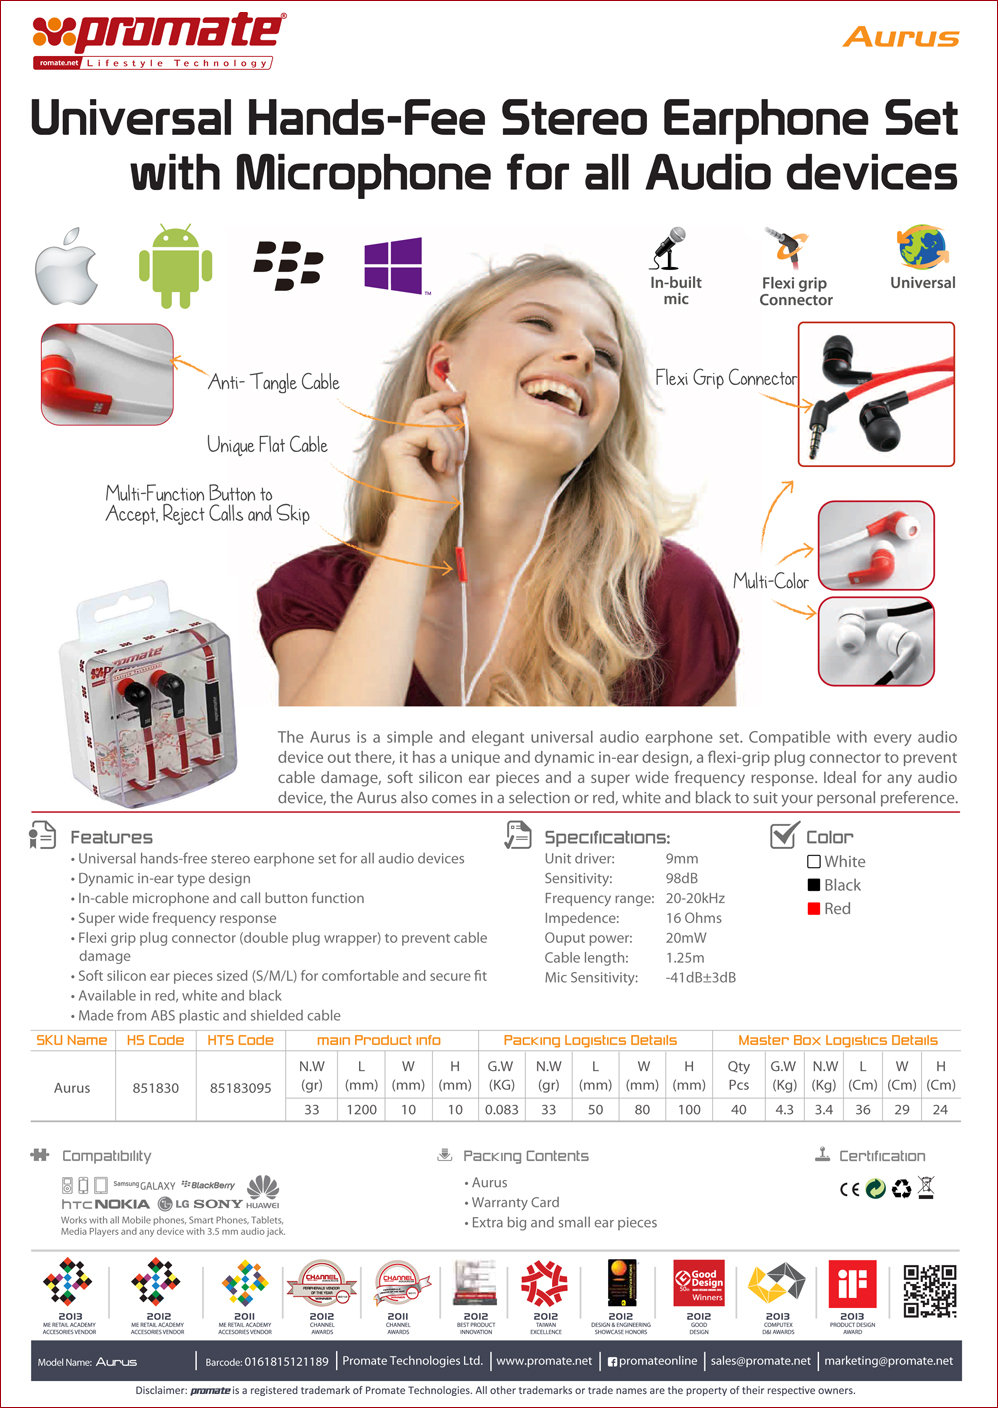 promate®
romate.net Lifestyle Technology
Aurus
Universal Hands-Fee Stereo Earphone Set
with Microphone for all Audio devices
TM
In-built
mic
Flexi grip
Connector
Universal
Anti- Tangle Cable
Unique Flat Cable
Multi-Function Button to
Accept, Reject Calls and Skip
Flexi Grip Connector
Multi-Color
promate
The Aurus is a simple and elegant universal audio earphone set. Compatible with every audio
device out there, it has a unique and dynamic in-ear design, a flexi-grip plug connector to prevent
cable damage, soft silicon ear pieces and a super wide frequency response. Ideal for any audio
device, the Aurus also comes in a selection or red, white and black to suit your personal preference.
Features
• Universal hands-free stereo earphone set for all audio devices
• Dynamic in-ear type design
• In-cable microphone and call button function
• Super wide frequency response
• Flexi grip plug connector (double plug wrapper) to prevent cable
damage
• Soft silicon ear pieces sized (S/M/L) for comfortable and secure fit
• Available in red, white and black
• Made from ABS plastic and shielded cable
Specifications:
Unit driver: 9mm
Sensitivity: 98dB
Frequency range: 20-20kHz
Impedence: 16 Ohms
Ouput power: 20mW
Cable length: 1.25m
Mic Sensitivity: -41dB±3dB
Color
White
Black
Red
SKU Name HS Code HTS Code main Product info Packing Logistics Details Master Box Logistics Details
N.W L W H G.W N.W L W H Qty G.W N.W L W H
(gr) (mm) (mm) (mm) (KG) (gr) (mm) (mm) (mm) Pcs (Kg) (Kg) (Cm) (Cm) (Cm)
Aurus 851830 85183095
33 1200 10 10 0.083 33 50 80 100 40 4.3 3.4 36 29 24
Compatibility
Samsung GALAXY BlackBerry
hTC NOKIA LG SONY HUAWEI
Works with all Mobile phones, Smart Phones, Tablets,
Media Players and any device with 3.5 mm audio jack.
Packing Contents
• Aurus
• Warranty Card
• Extra big and small ear pieces
Certification
CE
2013
ME RETAIL ACADEMY
ACCESORIES VENDOR
2012
ME RETAIL ACADEMY
ACCESORIES VENDOR
2011
ME RETAIL ACADEMY
ACCESORIES VENDOR
CHANNEL
2012
CHANNEL
AWARDS
CHANNEL
2011
CHANNEL
AWARDS
2012
BEST PRODUCT
INNOVATION
2012
TAIWAN
EXCELLENCE
2012
DESIGN & ENGINEERING
SHOWCASE HONORS
Good
Design
Winners
2012
GOOD
DESIGN
2013
COMPUTEX
D&I AWARDS
iF
2013
PRODUCT DESIGN
AWARD
Model Name: Aurus Barcode: 0161815121189 Promate Technologies Ltd. www.promate.net promateonline sales@promate.net marketing@promate.net
Disclaimer: promate is a registered trademark of Promate Technologies. All other trademarks or trade names are the property of their respective owners.